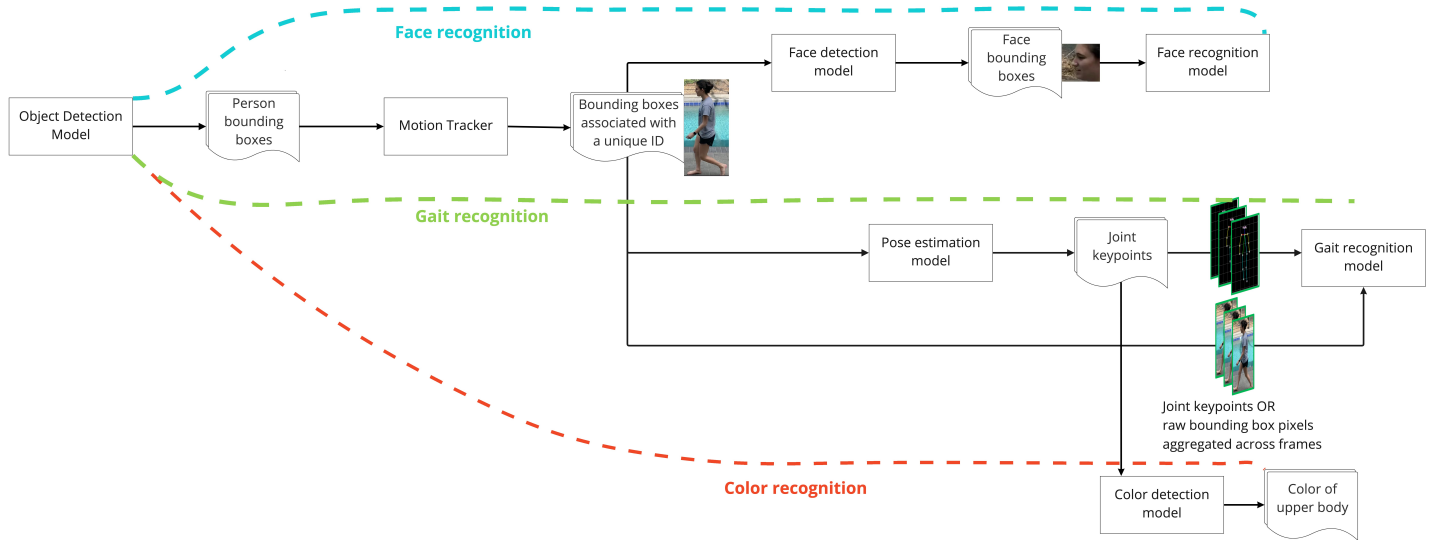 Face recognition
Face detection
model
Face
bounding
boxes
Face recognition
model
Object Detection
Model
Person
bounding
boxes
Motion Tracker
Bounding boxes
associated with
a unique ID
Gait recognition
Pose estimation
model
Joint
keypoints
Gait recognition
model
Joint keypoints OR
raw bounding box pixels
aggregated across frames
Color recognition
Color detection
model
Color of
upper body